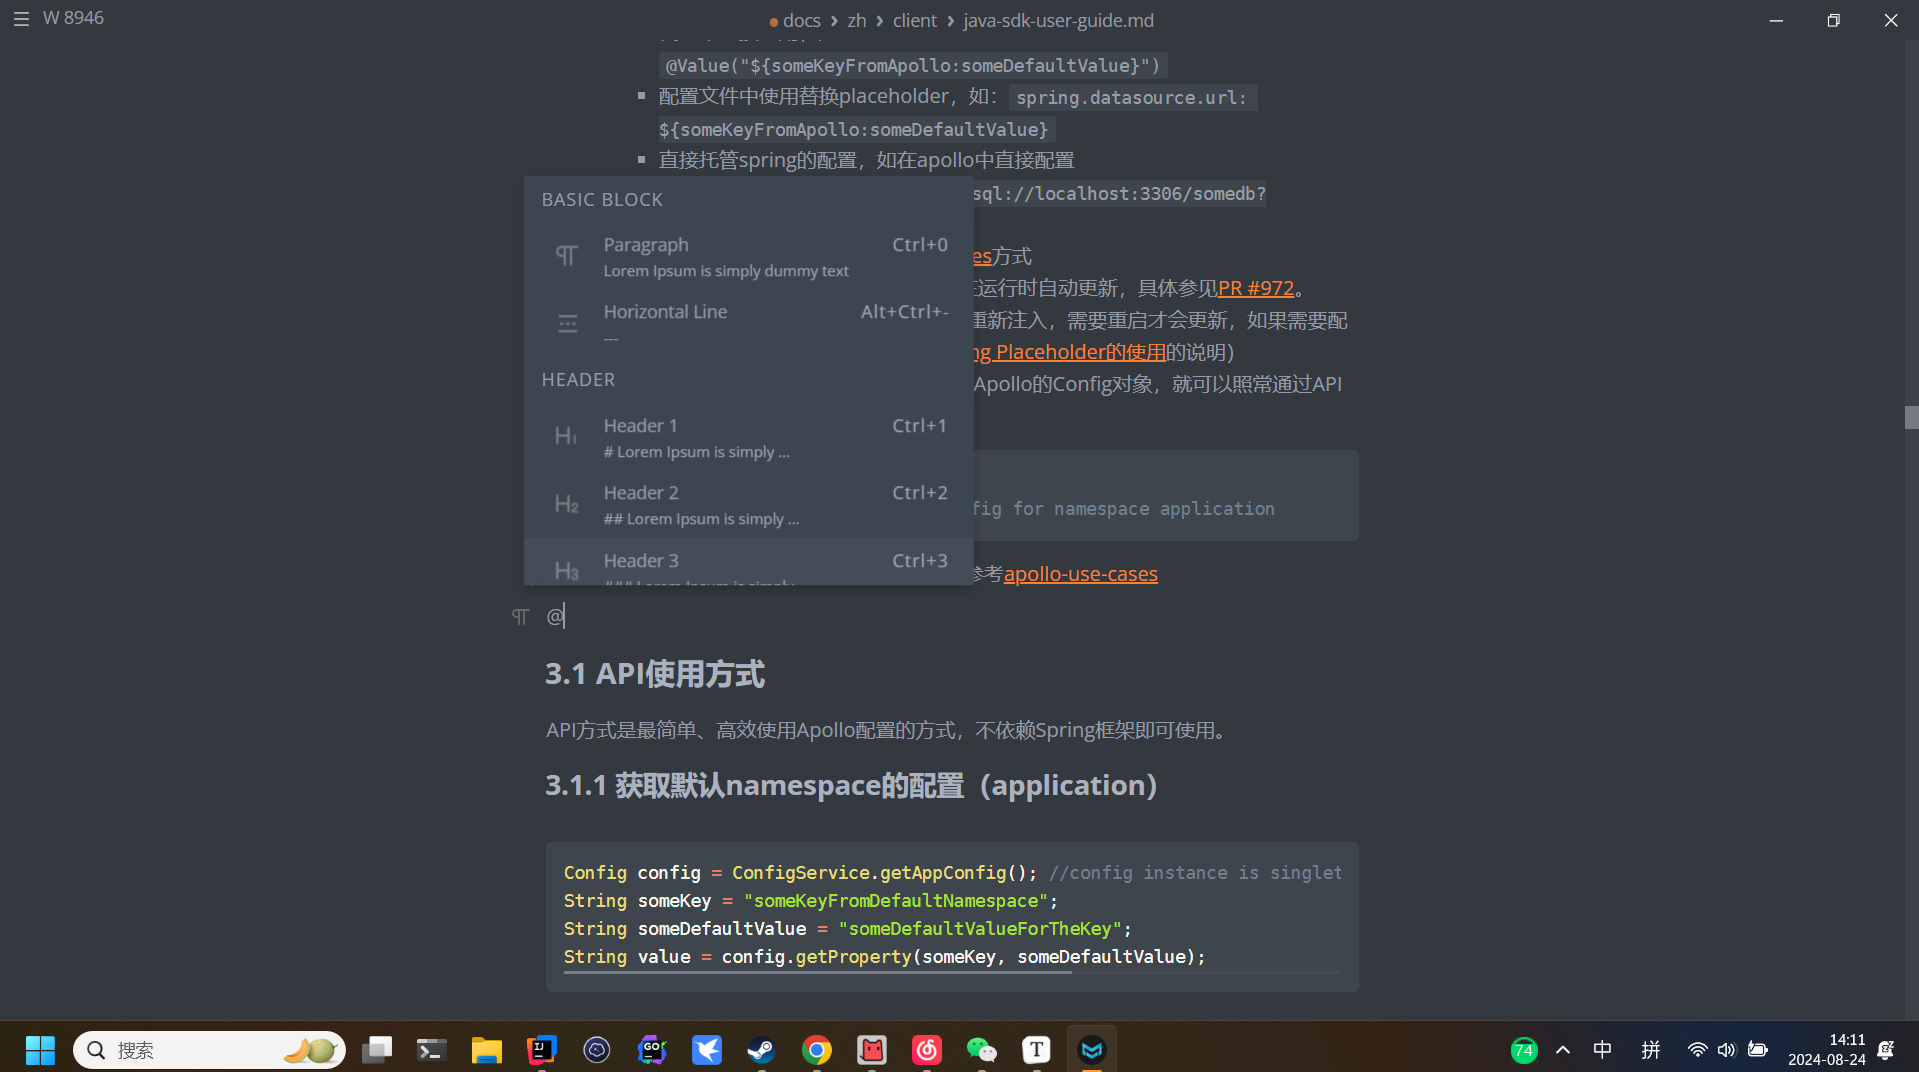 W 8946
docs › zh › client › java-sdk-user-guide.md
@Value("${someKeyFromApollo:someDefaultValue}")
配置文件中使用替换placeholder，如：spring.datasource.url:
${someKeyFromApollo:someDefaultValue}
直接托管spring的配置，如在apollo中直接配置
sql://localhost:3306/somedb?
BASIC BLOCK
Paragraph Ctrl+0
Lorem Ipsum is simply dummy text
es方式
运行时自动更新，具体参见PR #972。
Horizontal Line Alt+Ctrl+-
---
重新注入，需要重启才会更新，如果需要配
ng Placeholder的使用的说明）
HEADER
Apollo的Config对象，就可以照常通过API
Header 1 Ctrl+1
# Lorem Ipsum is simply ...
Header 2 Ctrl+2
## Lorem Ipsum is simply ...
fig for namespace application
Header 3 Ctrl+3
### Lorem Ipsum is simply
参考apollo-use-cases
@
3.1 API使用方式
API方式是最简单、高效使用Apollo配置的方式，不依赖Spring框架即可使用。
3.1.1 获取默认namespace的配置（application）
Config config = ConfigService.getAppConfig(); //config instance is singlet
String someKey = "someKeyFromDefaultNamespace";
String someDefaultValue = "someDefaultValueForTheKey";
String value = config.getProperty(someKey, someDefaultValue);
搜索
74
中
拼
14:11
2024-08-24